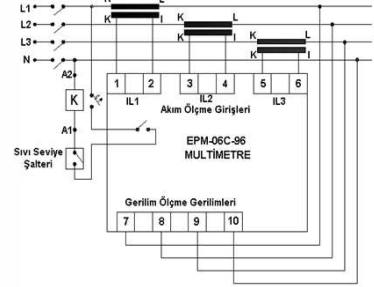 L1 K L
L2 K L
L3 K L
N K I K I K I
A2
1 2 3 4 5 6
K IL1 IL2 IL3
Akım Ölçme Girişleri
A1
EPM-06C-96
MULTİMETRE
Sıvı Seviye
Şalteri
Gerilim Ölçme Gerilimleri
7 8 9 10